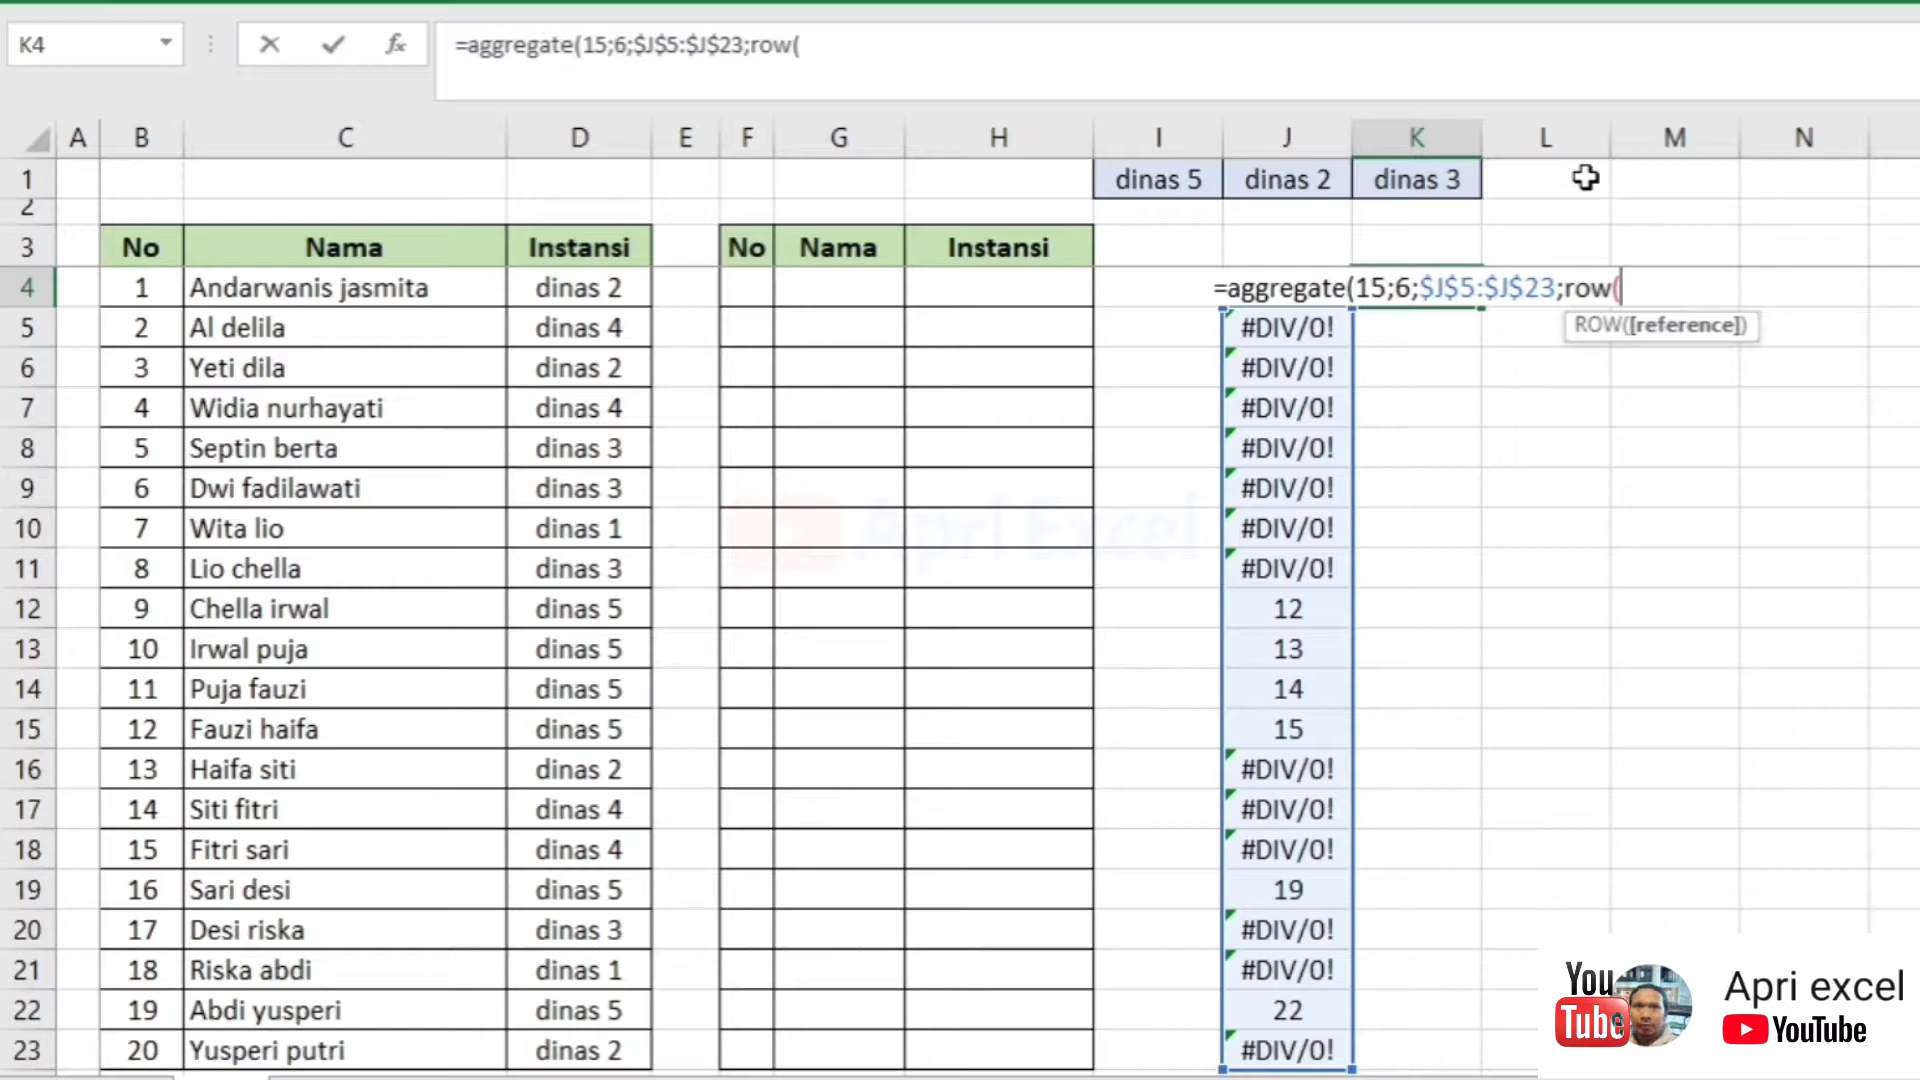 K4 fx =aggregate(15;6;$J$5:$J$23;row(
A B C D E F G H I J K L M N
1 dinas 5 dinas 2 dinas 3
2
3 No Nama Instansi No Nama Instansi
4 1 Andarwanis jasmita dinas 2 =aggregate(15;6;$J$5:$J$23;row(
5 2 Al delila dinas 4 #DIV/0! ROW([reference])
6 3 Yeti dila dinas 2 #DIV/0!
7 4 Widia nurhayati dinas 4 #DIV/0!
8 5 Septin berta dinas 3 #DIV/0!
9 6 Dwi fadilawati dinas 3 #DIV/0!
10 7 Wita lio dinas 1 Apri Excel #DIV/0!
11 8 Lio chella dinas 3 #DIV/0!
12 9 Chella irwal dinas 5 12
13 10 Irwal puja dinas 5 13
14 11 Puja fauzi dinas 5 14
15 12 Fauzi haifa dinas 5 15
16 13 Haifa siti dinas 2 #DIV/0!
17 14 Siti fitri dinas 4 #DIV/0!
18 15 Fitri sari dinas 4 #DIV/0!
19 16 Sari desi dinas 5 19
20 17 Desi riska dinas 3 #DIV/0!
21 18 Riska abdi dinas 1 #DIV/0!
22 19 Abdi yusperi dinas 5 22
23 20 Yusperi putri dinas 2 #DIV/0!
You Tube
Apri excel
YouTube